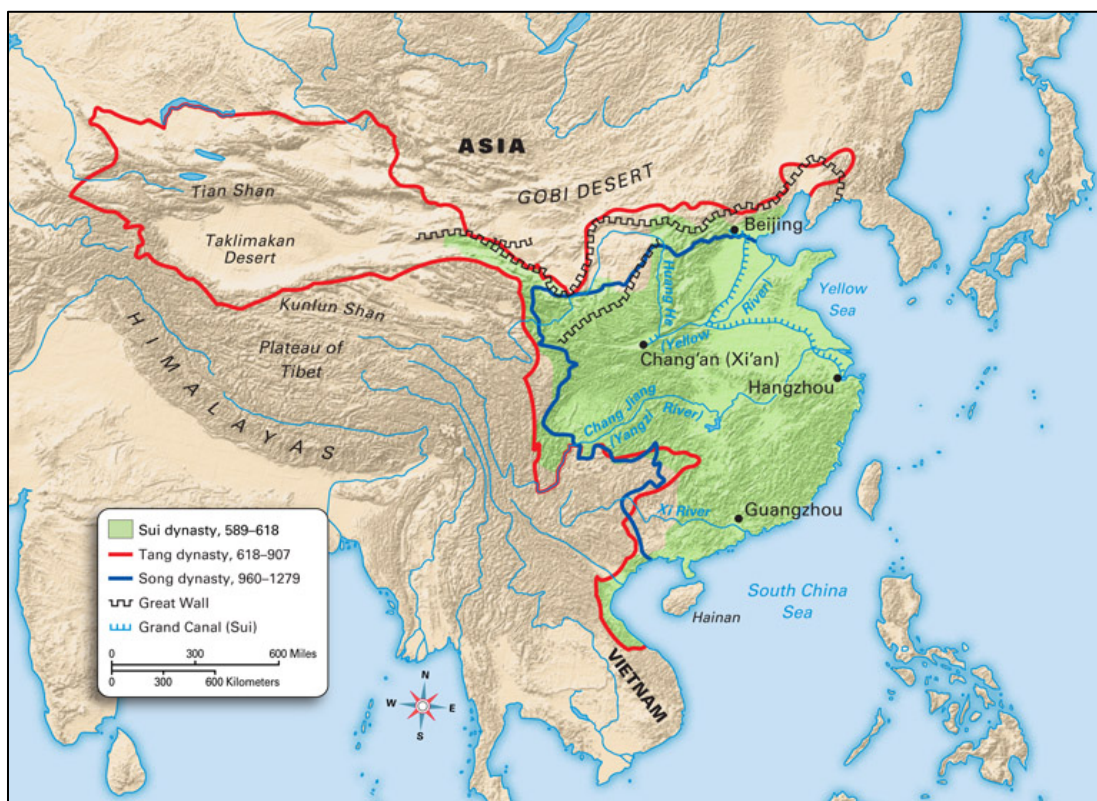 ASIA
GOBI DESERT
Tian Shan
Taklimakan
Desert
Kunlun Shan
Plateau of
Tibet
HIMALAYAS
Beijing
Huang He
(Yellow
River)
Yellow
Sea
Chang'an (Xi'an)
Hangzhou
Chang Jiang
(Yangzi River)
Xi River
Guangzhou
South China
Sea
Hainan
VIETNAM
Sui dynasty, 589–618
Tang dynasty, 618–907
Song dynasty, 960–1279
Great Wall
Grand Canal (Sui)
0 300 600 Miles
0 300 600 Kilometers
N
W E
S